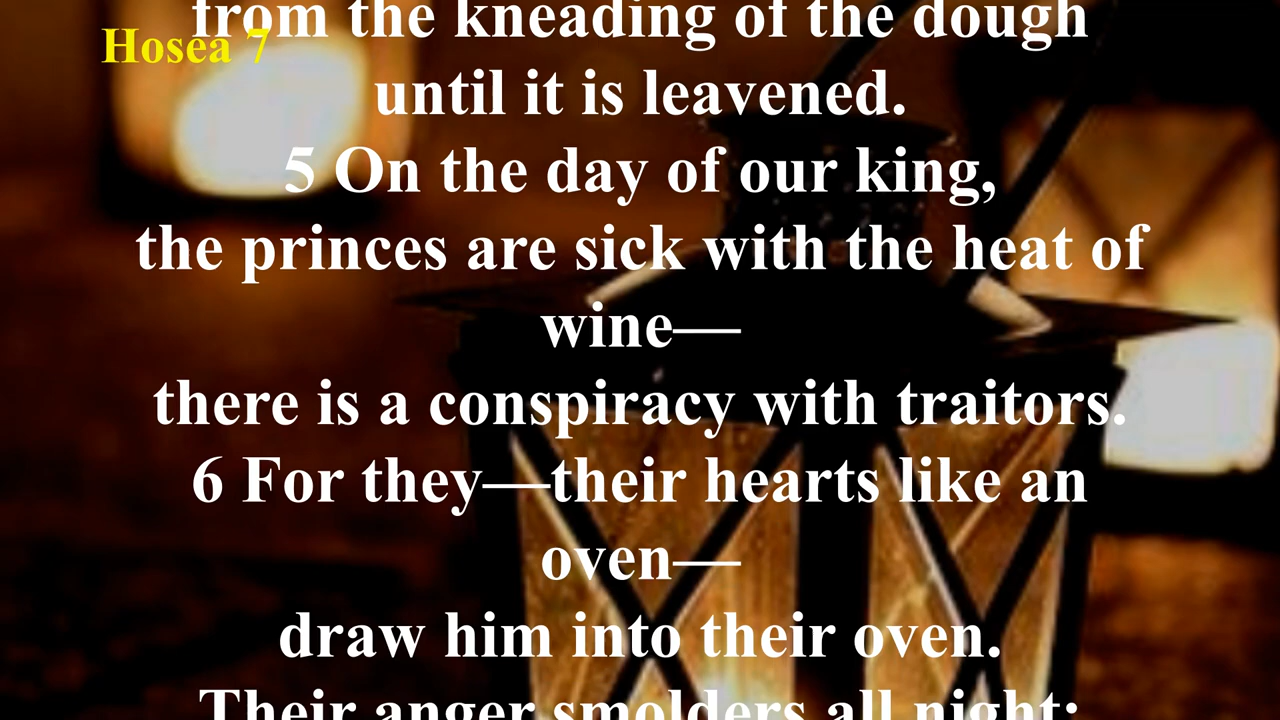 from the kneading of the dough
Hosea 7
until it is leavened.
5 On the day of our king,
the princes are sick with the heat of
wine—
there is a conspiracy with traitors.
6 For they—their hearts like an
oven—
draw him into their oven.
Their anger smolders all night;